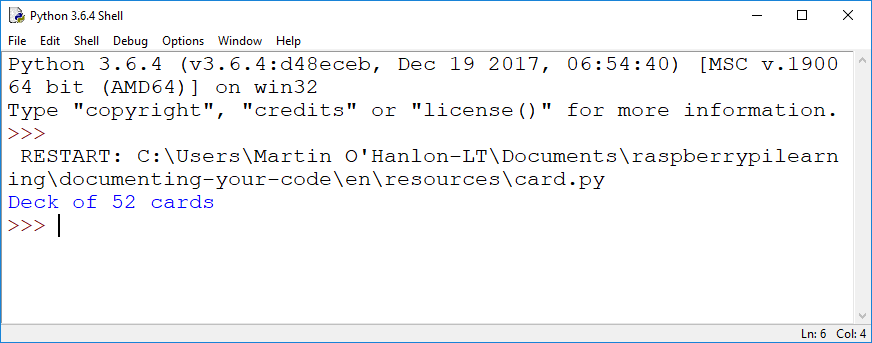 Python 3.6.4 Shell
File Edit Shell Debug Options Window Help
Python 3.6.4 (v3.6.4:d48eceb, Dec 19 2017, 06:54:40) [MSC v.1900
64 bit (AMD64)] on win32
Type "copyright", "credits" or "license()" for more information.
>>>
 RESTART: C:\Users\Martin O'Hanlon-LT\Documents\raspberrypilearn
ing\documenting-your-code\en\resources\card.py
Deck of 52 cards
>>>
Ln: 6 Col: 4